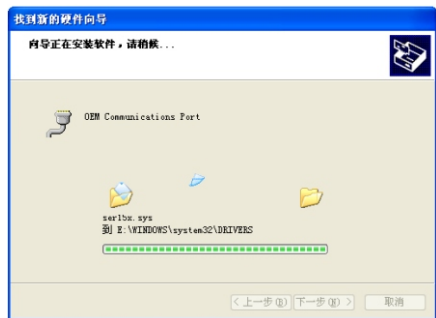 找到新的硬件向导
向导正在安装软件，请稍候...
OEM Communications Port
ser1bx.sys
到 E:\WINDOWS\system32\DRIVERS
< 上一步(B) 下一步(N) > 取消